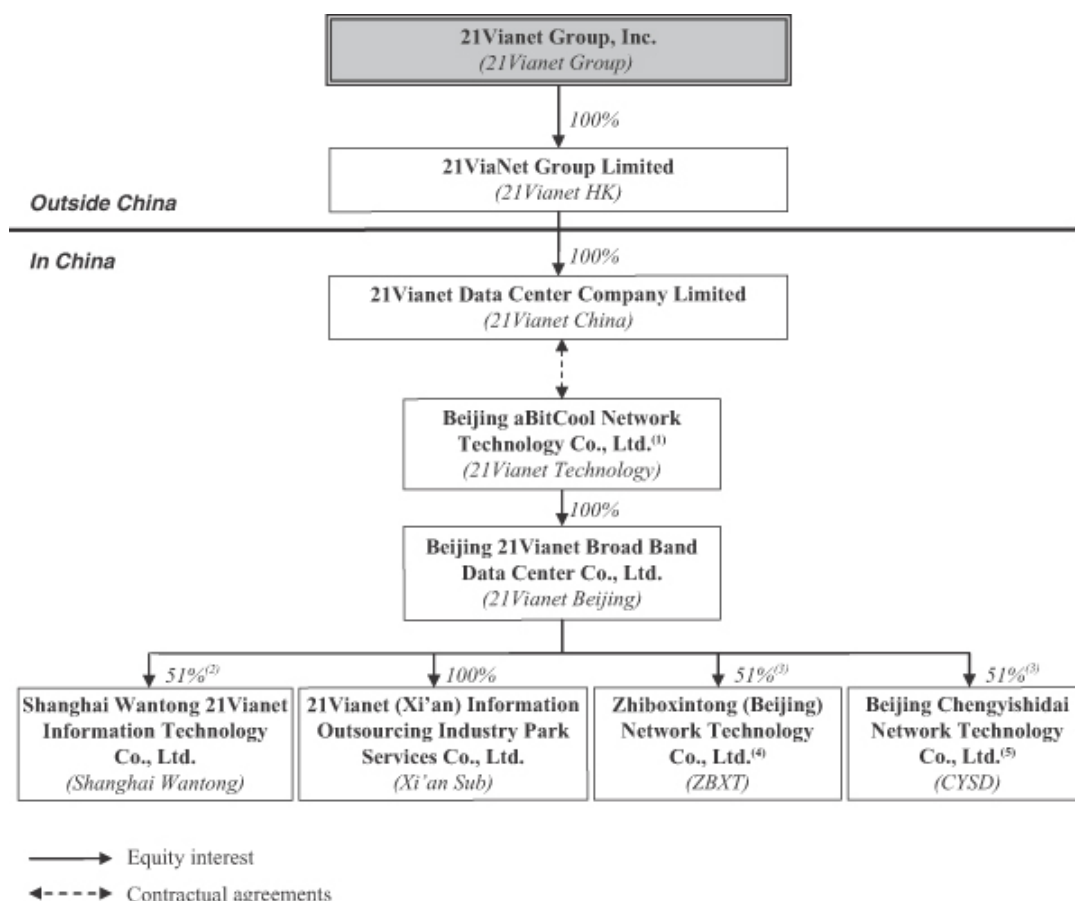 21Vianet Group, Inc.
(21Vianet Group)
100%
21ViaNet Group Limited
(21Vianet HK)
Outside China
In China
100%
21Vianet Data Center Company Limited
(21Vianet China)
Beijing aBitCool Network
Technology Co., Ltd.(1)
(21Vianet Technology)
100%
Beijing 21Vianet Broad Band
Data Center Co., Ltd.
(21Vianet Beijing)
51%(2)
Shanghai Wantong 21Vianet
Information Technology
Co., Ltd.
(Shanghai Wantong)
100%
21Vianet (Xi'an) Information
Outsourcing Industry Park
Services Co., Ltd.
(Xi'an Sub)
51%(3)
Zhiboxintong (Beijing)
Network Technology
Co., Ltd.(4)
(ZBXT)
51%(3)
Beijing Chengyishidai
Network Technology
Co., Ltd.(5)
(CYSD)
Equity interest
Contractual agreements